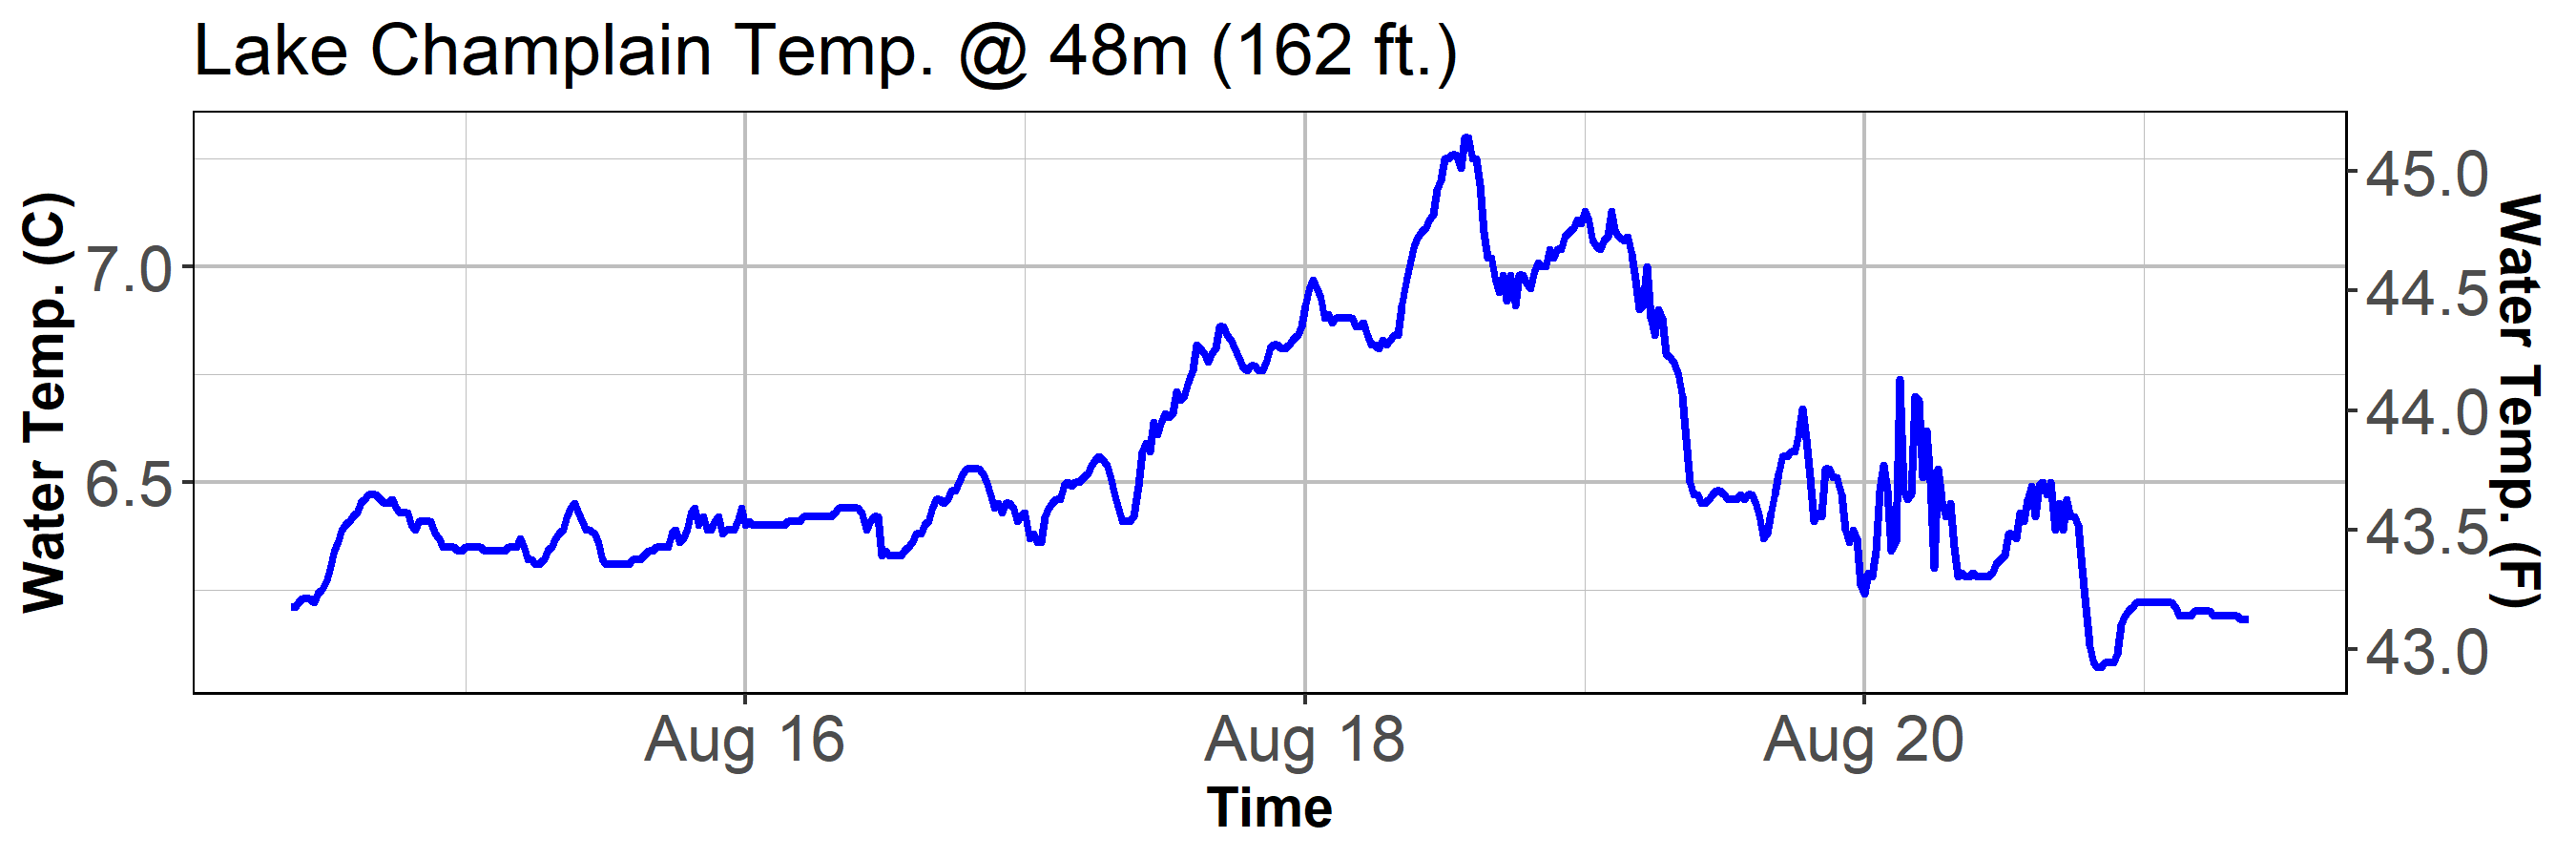 Lake Champlain Temp. @ 48m (162 ft.)
Water Temp. (C)
7.0
6.5
45.0
44.5
44.0
43.5
43.0
Water Temp. (F)
Aug 16 Aug 18 Aug 20
Time